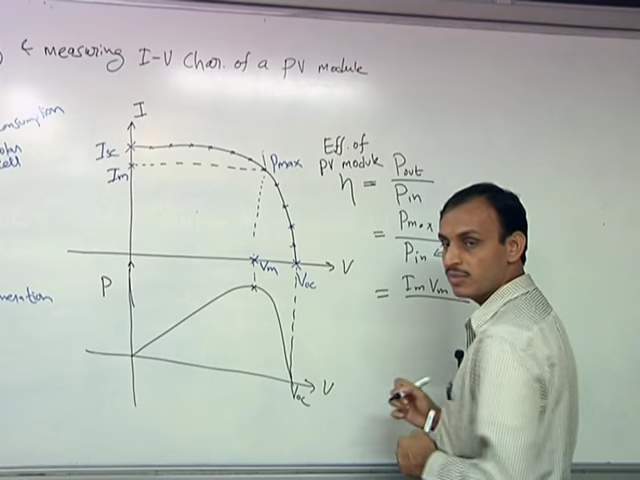 & measuring I-V Char. of a PV module
consumption
cell
neration
I
Isc
Im
Pmax
Vm
Voc
V
P
V
Voc
Eff. of
PV module
η = Pout
Pin
= Pmax
Pin
= Im Vm